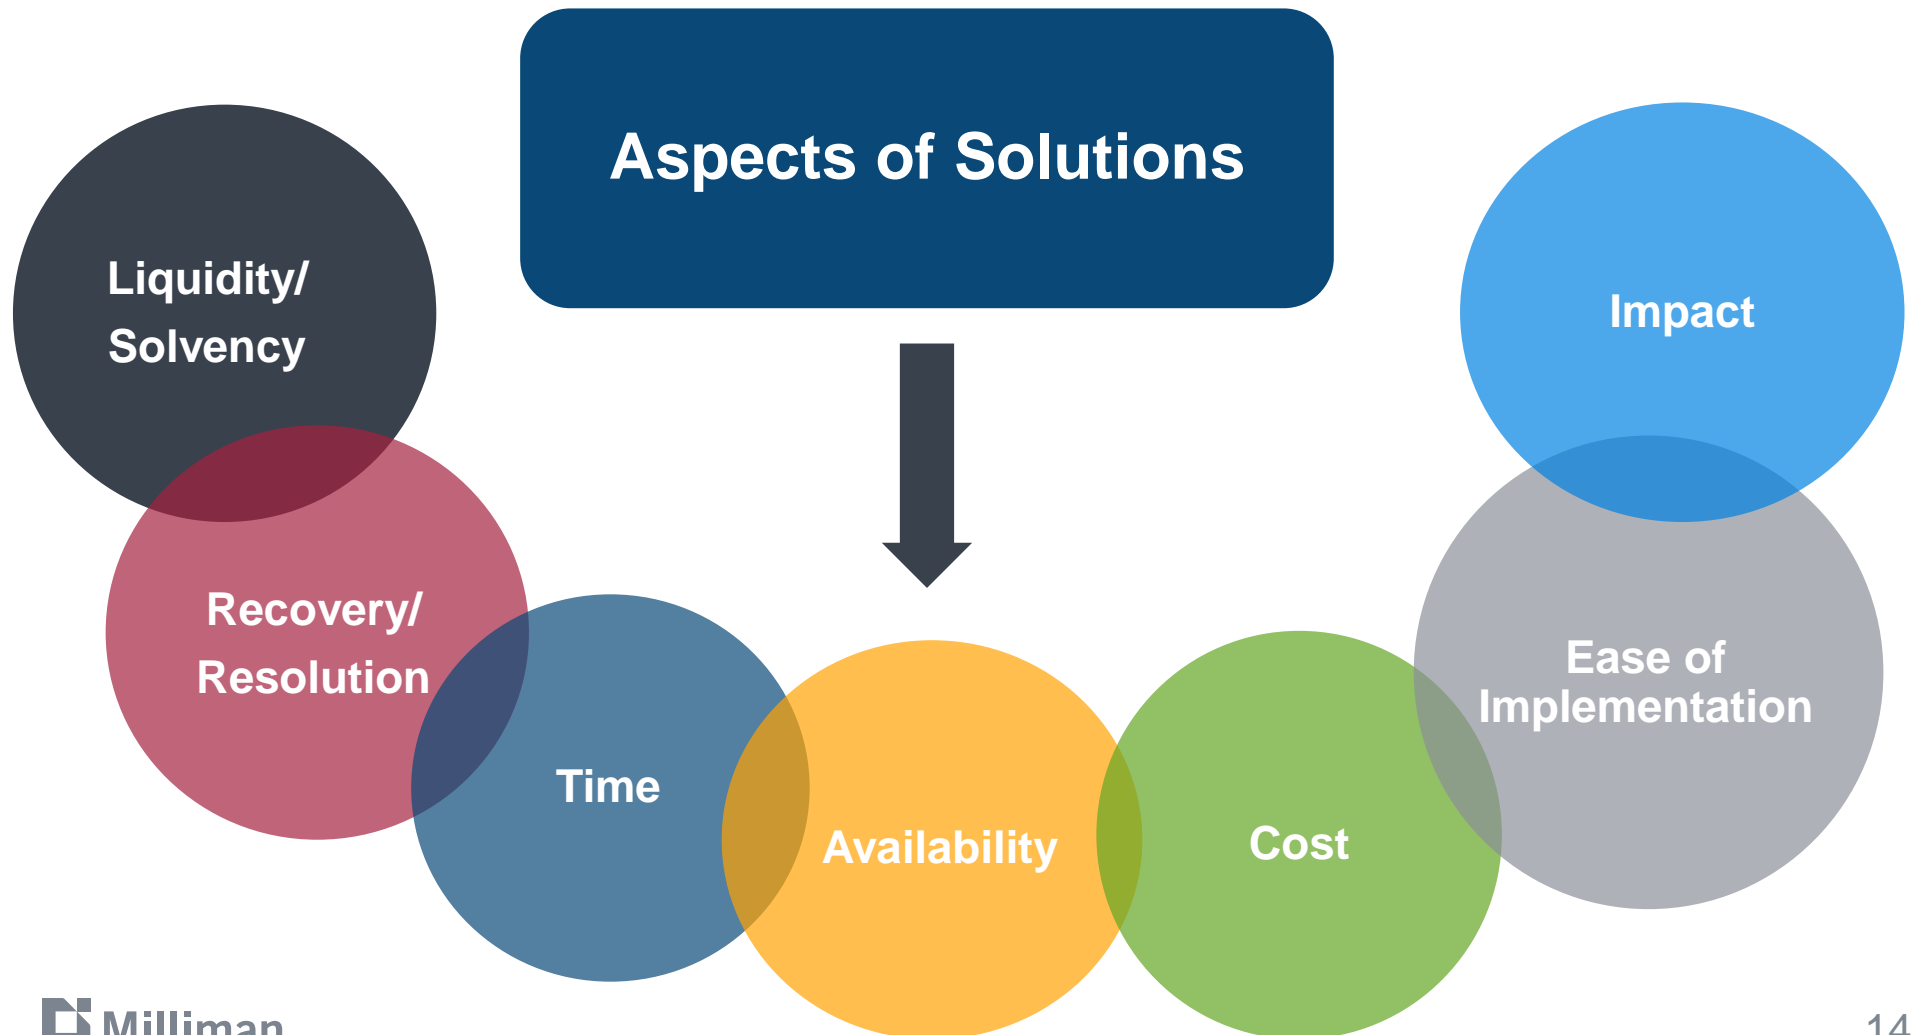 Aspects of Solutions
Liquidity/
Solvency
Impact
Recovery/
Resolution
Ease of
Implementation
Time
Availability
Cost
Milliman
14